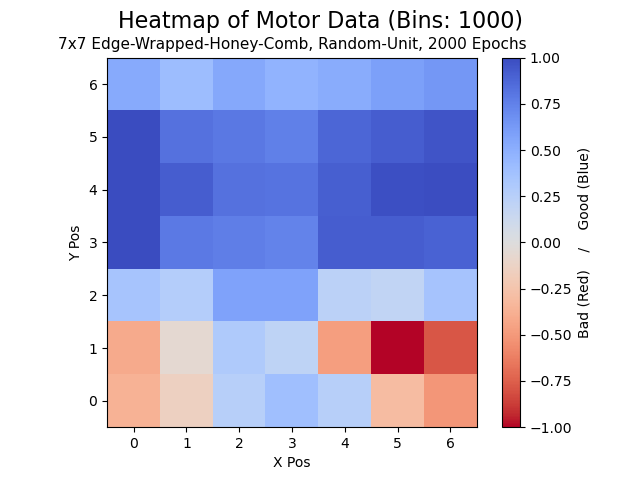 Heatmap of Motor Data (Bins: 1000)
7x7 Edge-Wrapped-Honey-Comb, Random-Unit, 2000 Epochs
Y Pos
6
5
4
3
2
1
0
0 1 2 3 4 5 6
X Pos
1.00
0.75
0.50
0.25
0.00
−0.25
−0.50
−0.75
−1.00
Bad (Red) / Good (Blue)